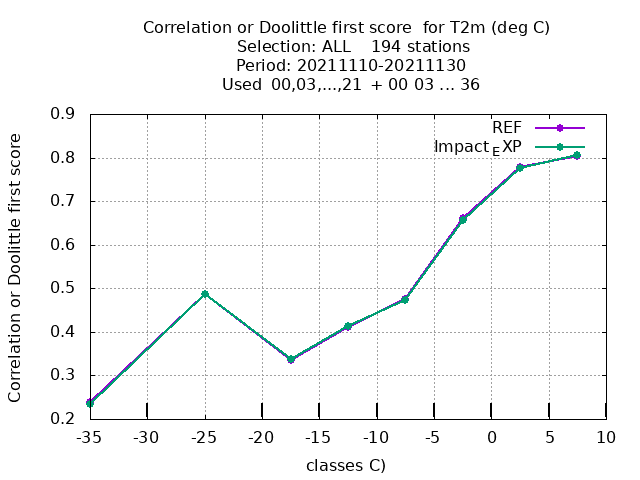 Correlation or Doolittle first score  for T2m (deg C)
Selection: ALL    194 stations
Period: 20211110-20211130
Used  00,03,...,21  + 00 03 ... 36
REF
Impact_EXP
Correlation or Doolittle first score
0.9
0.8
0.7
0.6
0.5
0.4
0.3
0.2
-35 -30 -25 -20 -15 -10 -5 0 5 10
classes C)